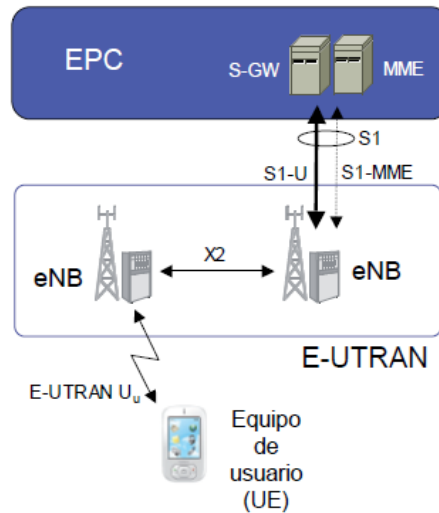 EPC
S-GW
MME
S1
S1-U
S1-MME
X2
eNB
eNB
E-UTRAN
E-UTRAN Uu
Equipo
de
usuario
(UE)